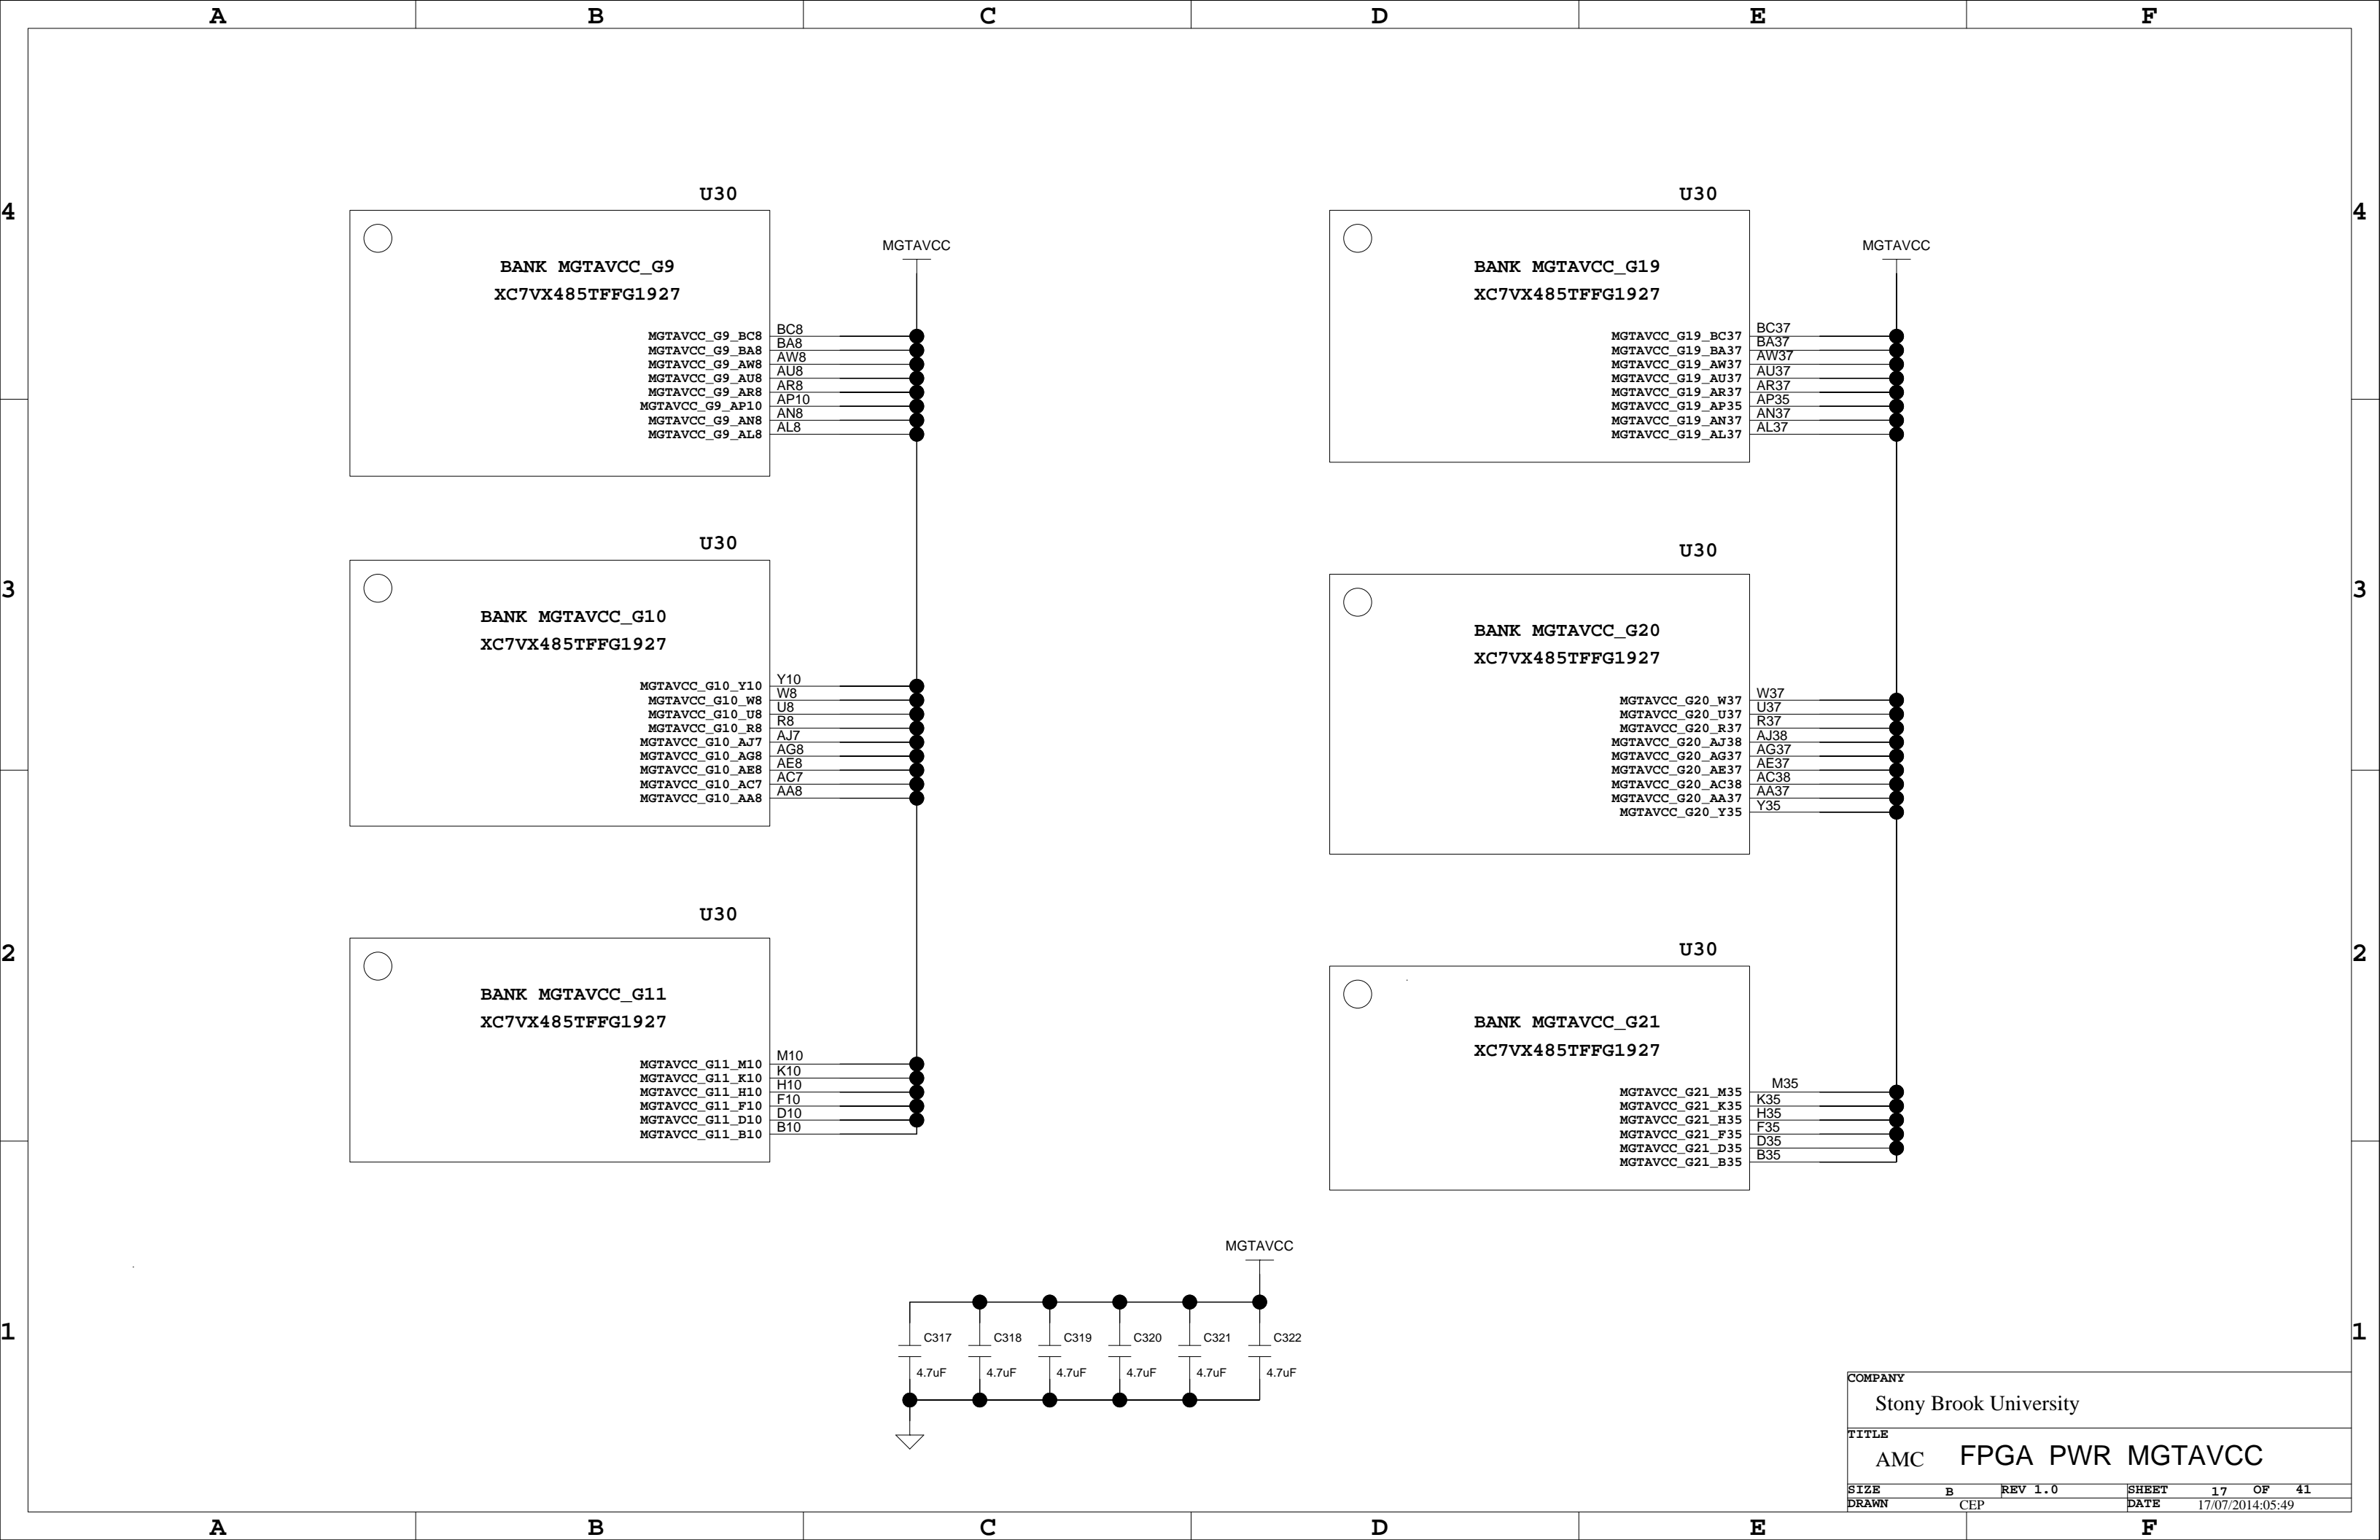 A B C D E F
4 4
3 3
2 2
1 1
U30
BANK MGTAVCC_G9
XC7VX485TFFG1927
MGTAVCC_G9_BC8 BC8
MGTAVCC_G9_BA8 BA8
MGTAVCC_G9_AW8 AW8
MGTAVCC_G9_AU8 AU8
MGTAVCC_G9_AR8 AR8
MGTAVCC_G9_AP10 AP10
MGTAVCC_G9_AN8 AN8
MGTAVCC_G9_AL8 AL8
MGTAVCC
U30
BANK MGTAVCC_G10
XC7VX485TFFG1927
MGTAVCC_G10_Y10 Y10
MGTAVCC_G10_W8 W8
MGTAVCC_G10_U8 U8
MGTAVCC_G10_R8 R8
MGTAVCC_G10_AJ7 AJ7
MGTAVCC_G10_AG8 AG8
MGTAVCC_G10_AE8 AE8
MGTAVCC_G10_AC7 AC7
MGTAVCC_G10_AA8 AA8
U30
BANK MGTAVCC_G11
XC7VX485TFFG1927
MGTAVCC_G11_M10 M10
MGTAVCC_G11_K10 K10
MGTAVCC_G11_H10 H10
MGTAVCC_G11_F10 F10
MGTAVCC_G11_D10 D10
MGTAVCC_G11_B10 B10
U30
BANK MGTAVCC_G19
XC7VX485TFFG1927
MGTAVCC_G19_BC37 BC37
MGTAVCC_G19_BA37 BA37
MGTAVCC_G19_AW37 AW37
MGTAVCC_G19_AU37 AU37
MGTAVCC_G19_AR37 AR37
MGTAVCC_G19_AP35 AP35
MGTAVCC_G19_AN37 AN37
MGTAVCC_G19_AL37 AL37
MGTAVCC
U30
BANK MGTAVCC_G20
XC7VX485TFFG1927
MGTAVCC_G20_W37 W37
MGTAVCC_G20_U37 U37
MGTAVCC_G20_R37 R37
MGTAVCC_G20_AJ38 AJ38
MGTAVCC_G20_AG37 AG37
MGTAVCC_G20_AE37 AE37
MGTAVCC_G20_AC38 AC38
MGTAVCC_G20_AA37 AA37
MGTAVCC_G20_Y35 Y35
U30
BANK MGTAVCC_G21
XC7VX485TFFG1927
MGTAVCC_G21_M35 M35
MGTAVCC_G21_K35 K35
MGTAVCC_G21_H35 H35
MGTAVCC_G21_F35 F35
MGTAVCC_G21_D35 D35
MGTAVCC_G21_B35 B35
MGTAVCC
C317 C318 C319 C320 C321 C322
4.7uF 4.7uF 4.7uF 4.7uF 4.7uF 4.7uF
COMPANY
Stony Brook University
TITLE
AMC FPGA PWR MGTAVCC
SIZE B REV 1.0 SHEET 17 OF 41
DRAWN CEP DATE 17/07/2014:05:49
A B C D E F